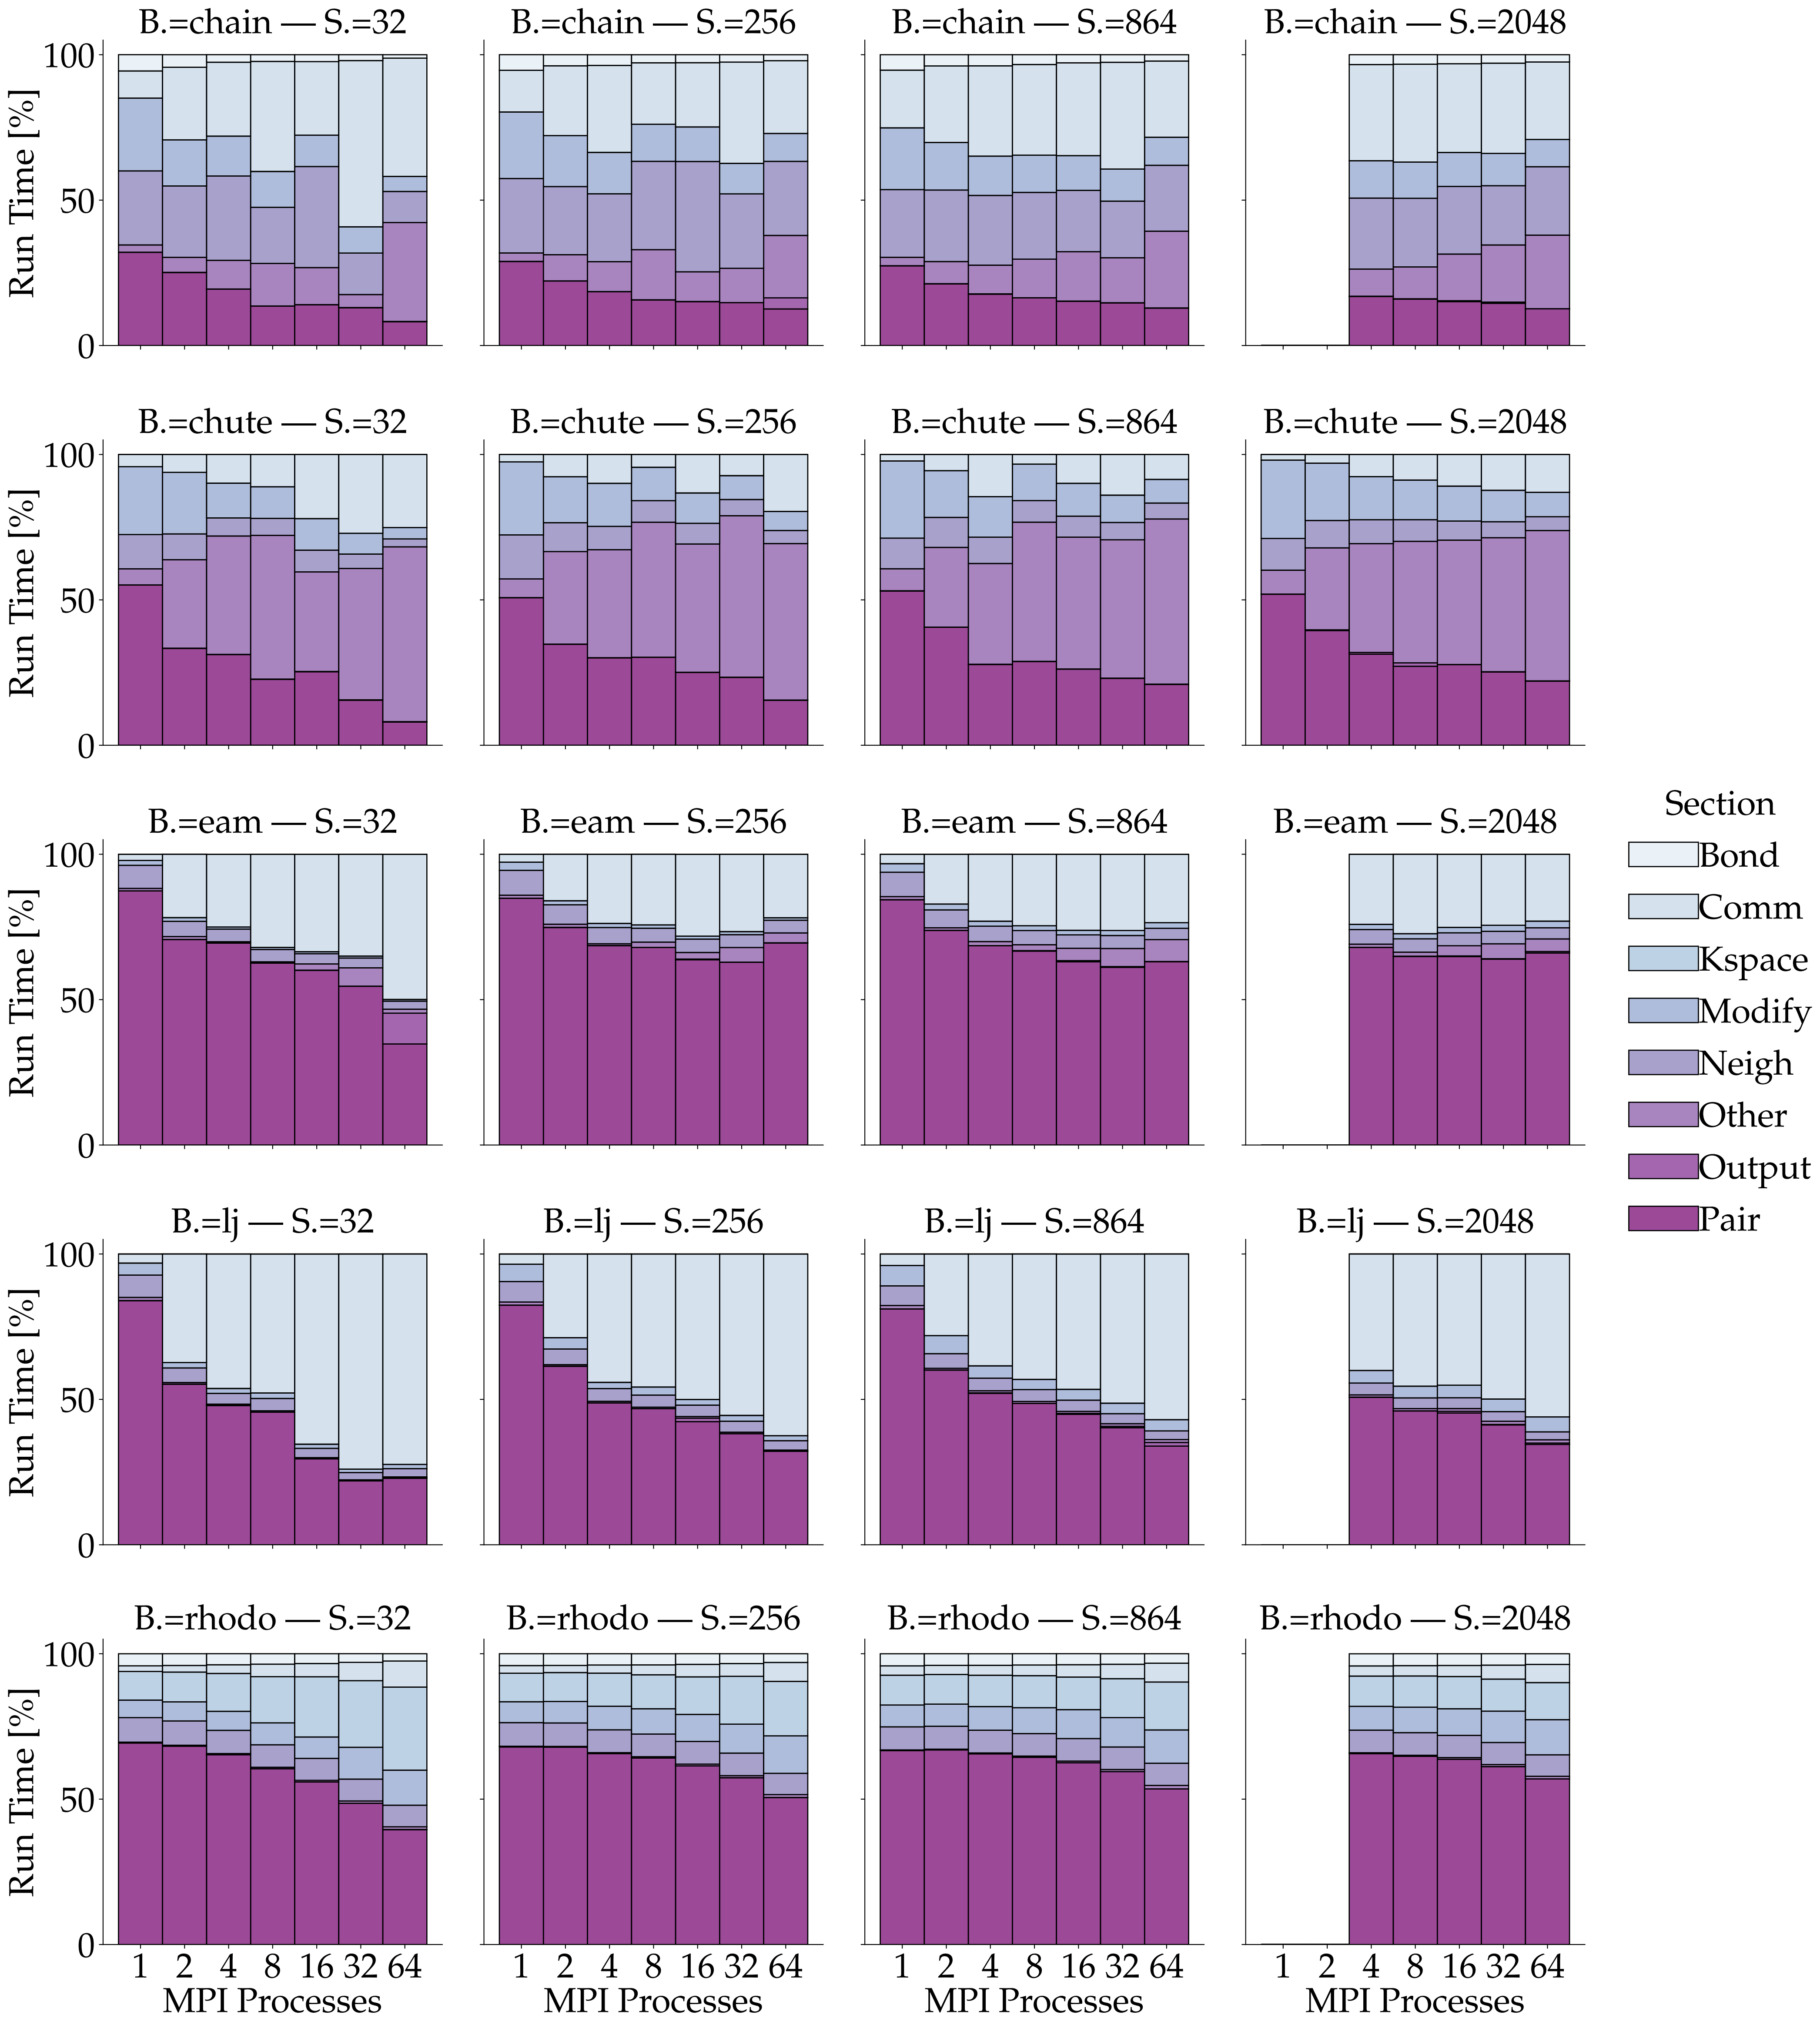 B.=chain — S.=32
B.=chain — S.=256
B.=chain — S.=864
B.=chain — S.=2048
Run Time [%]
100
50
0
B.=chute — S.=32
B.=chute — S.=256
B.=chute — S.=864
B.=chute — S.=2048
Run Time [%]
100
50
0
B.=eam — S.=32
B.=eam — S.=256
B.=eam — S.=864
B.=eam — S.=2048
Run Time [%]
100
50
0
Section
Bond
Comm
Kspace
Modify
Neigh
Other
Output
Pair
B.=lj — S.=32
B.=lj — S.=256
B.=lj — S.=864
B.=lj — S.=2048
Run Time [%]
100
50
0
B.=rhodo — S.=32
B.=rhodo — S.=256
B.=rhodo — S.=864
B.=rhodo — S.=2048
Run Time [%]
100
50
0
1 2 4 8 16 32 64
1 2 4 8 16 32 64
1 2 4 8 16 32 64
1 2 4 8 16 32 64
MPI Processes
MPI Processes
MPI Processes
MPI Processes